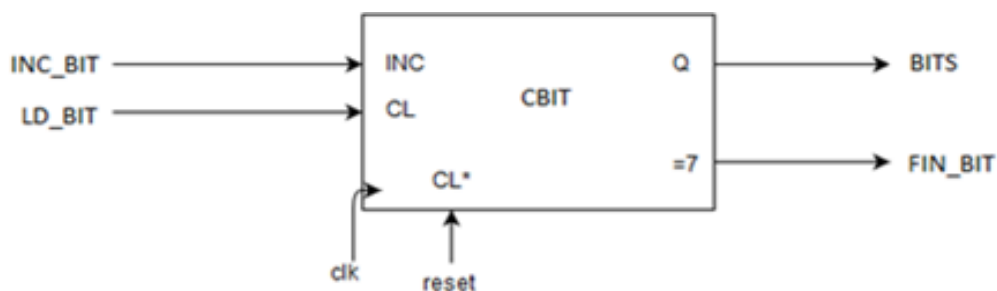 INC_BIT INC Q BITS
LD_BIT CL CBIT
CL* =7 FIN_BIT
clk reset